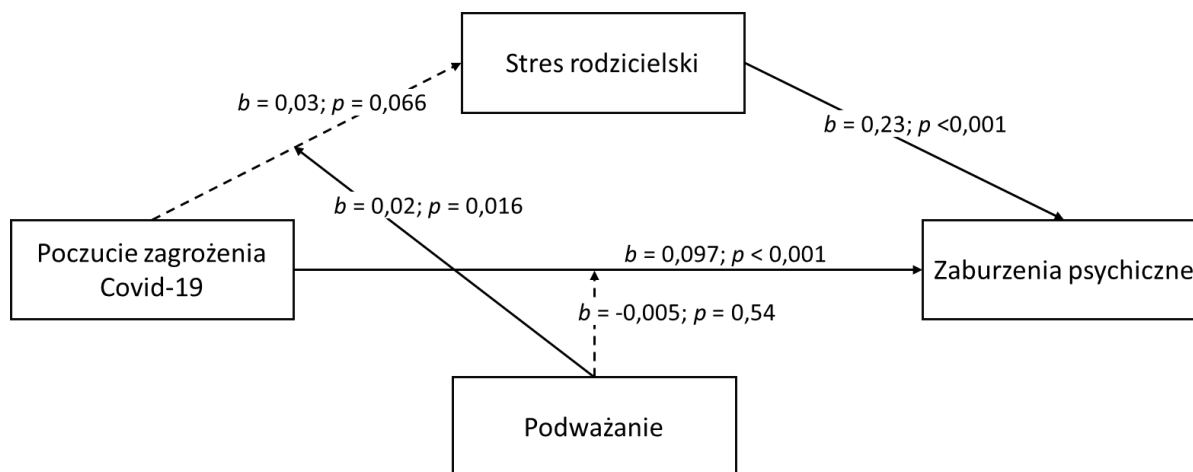 Stres rodzicielski
b = 0,03; p = 0,066
b = 0,23; p <0,001
b = 0,02; p = 0,016
Poczucie zagrożenia
Covid-19
b = 0,097; p < 0,001
Zaburzenia psychiczne
b = -0,005; p = 0,54
Podważanie